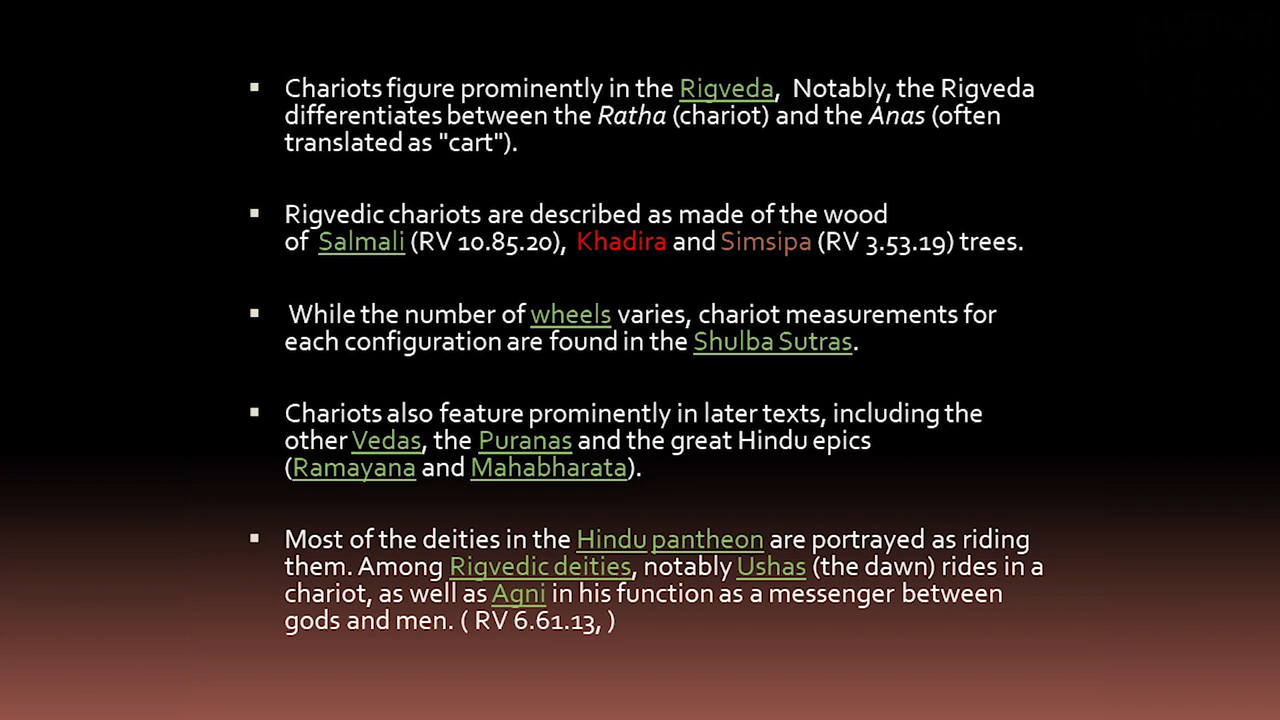 ▪ Chariots figure prominently in the Rigveda,  Notably, the Rigveda
differentiates between the Ratha (chariot) and the Anas (often
translated as "cart").
▪ Rigvedic chariots are described as made of the wood
of  Salmali (RV 10.85.20),  Khadira and Simsipa (RV 3.53.19) trees.
▪ While the number of wheels varies, chariot measurements for
each configuration are found in the Shulba Sutras.
▪ Chariots also feature prominently in later texts, including the
other Vedas, the Puranas and the great Hindu epics
(Ramayana and Mahabharata).
▪ Most of the deities in the Hindu pantheon are portrayed as riding
them. Among Rigvedic deities, notably Ushas (the dawn) rides in a
chariot, as well as Agni in his function as a messenger between
gods and men. ( RV 6.61.13, )